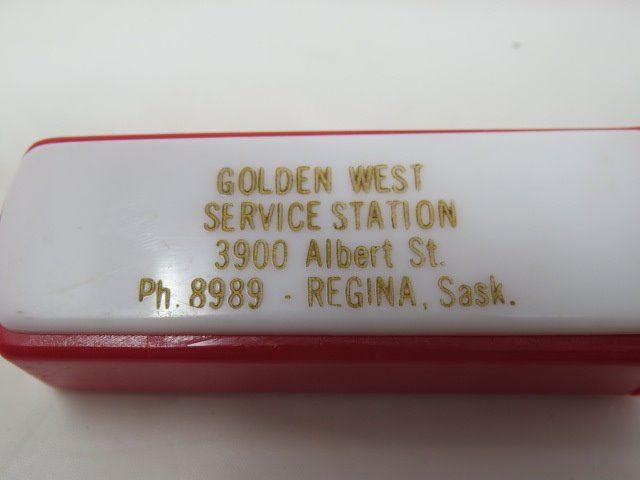 GOLDEN WEST
SERVICE STATION
3900 Albert St.
Ph. 8989 - REGINA, Sask.